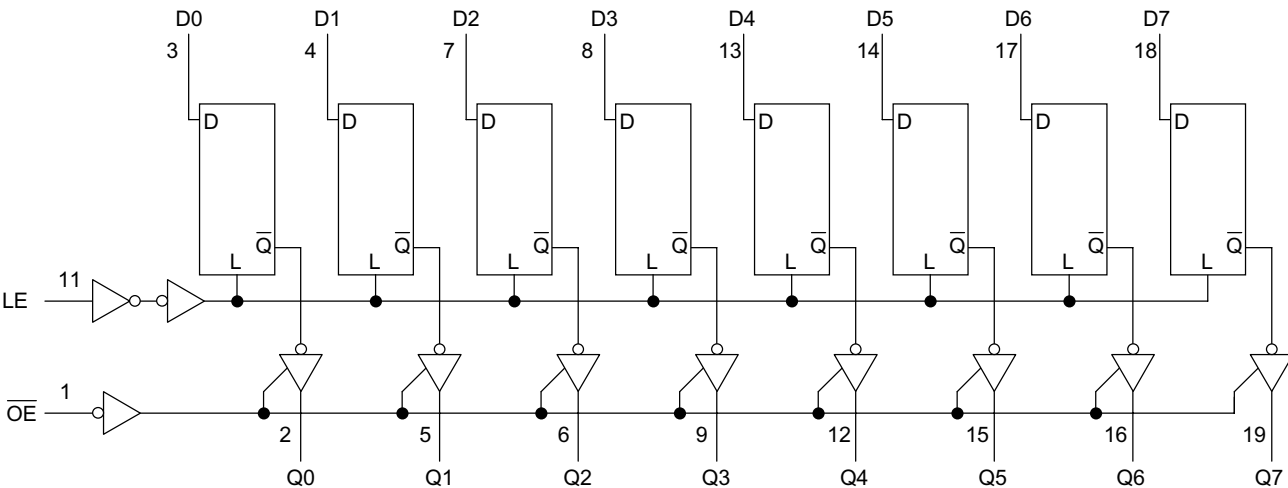 D0 D1 D2 D3 D4 D5 D6 D7
3 4 7 8 13 14 17 18
D D D D D D D D
Q̅ Q̅ Q̅ Q̅ Q̅ Q̅ Q̅ Q̅
L L L L L L L L
LE 11
O̅E̅ 1
2 5 6 9 12 15 16 19
Q0 Q1 Q2 Q3 Q4 Q5 Q6 Q7